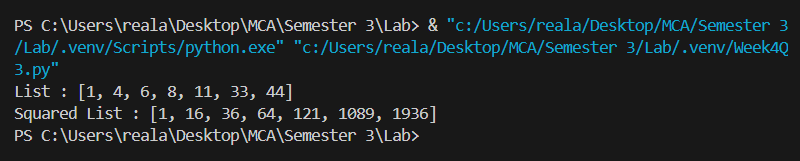 PS C:\Users\reala\Desktop\MCA\Semester 3\Lab> & "c:/Users/reala/Desktop/MCA/Semester 3
/Lab/.venv/Scripts/python.exe" "c:/Users/reala/Desktop/MCA/Semester 3/Lab/.venv/Week4Q
3.py"
List : [1, 4, 6, 8, 11, 33, 44]
Squared List : [1, 16, 36, 64, 121, 1089, 1936]
PS C:\Users\reala\Desktop\MCA\Semester 3\Lab>